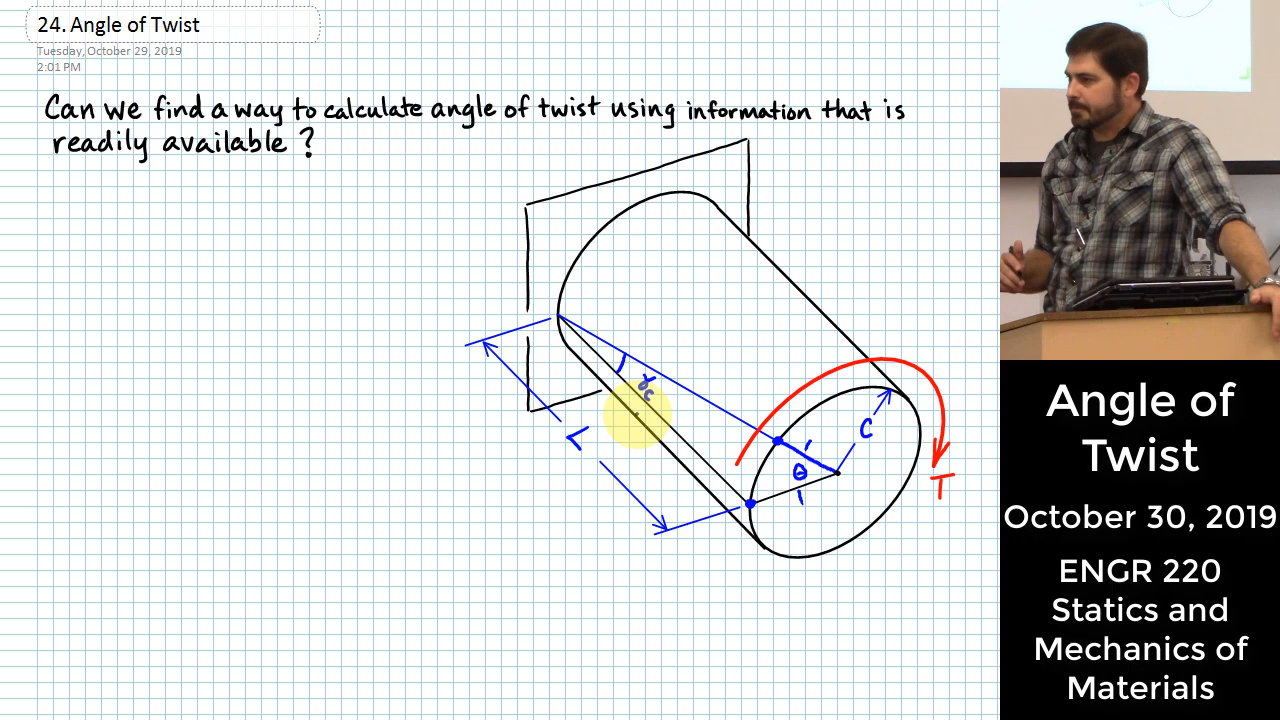 24. Angle of Twist
Tuesday, October 29, 2019
2:01 PM
Can we find a way to calculate angle of twist using information that is
readily available ?
γc
L
θ
C
T
Angle of
Twist
October 30, 2019
ENGR 220
Statics and
Mechanics of
Materials